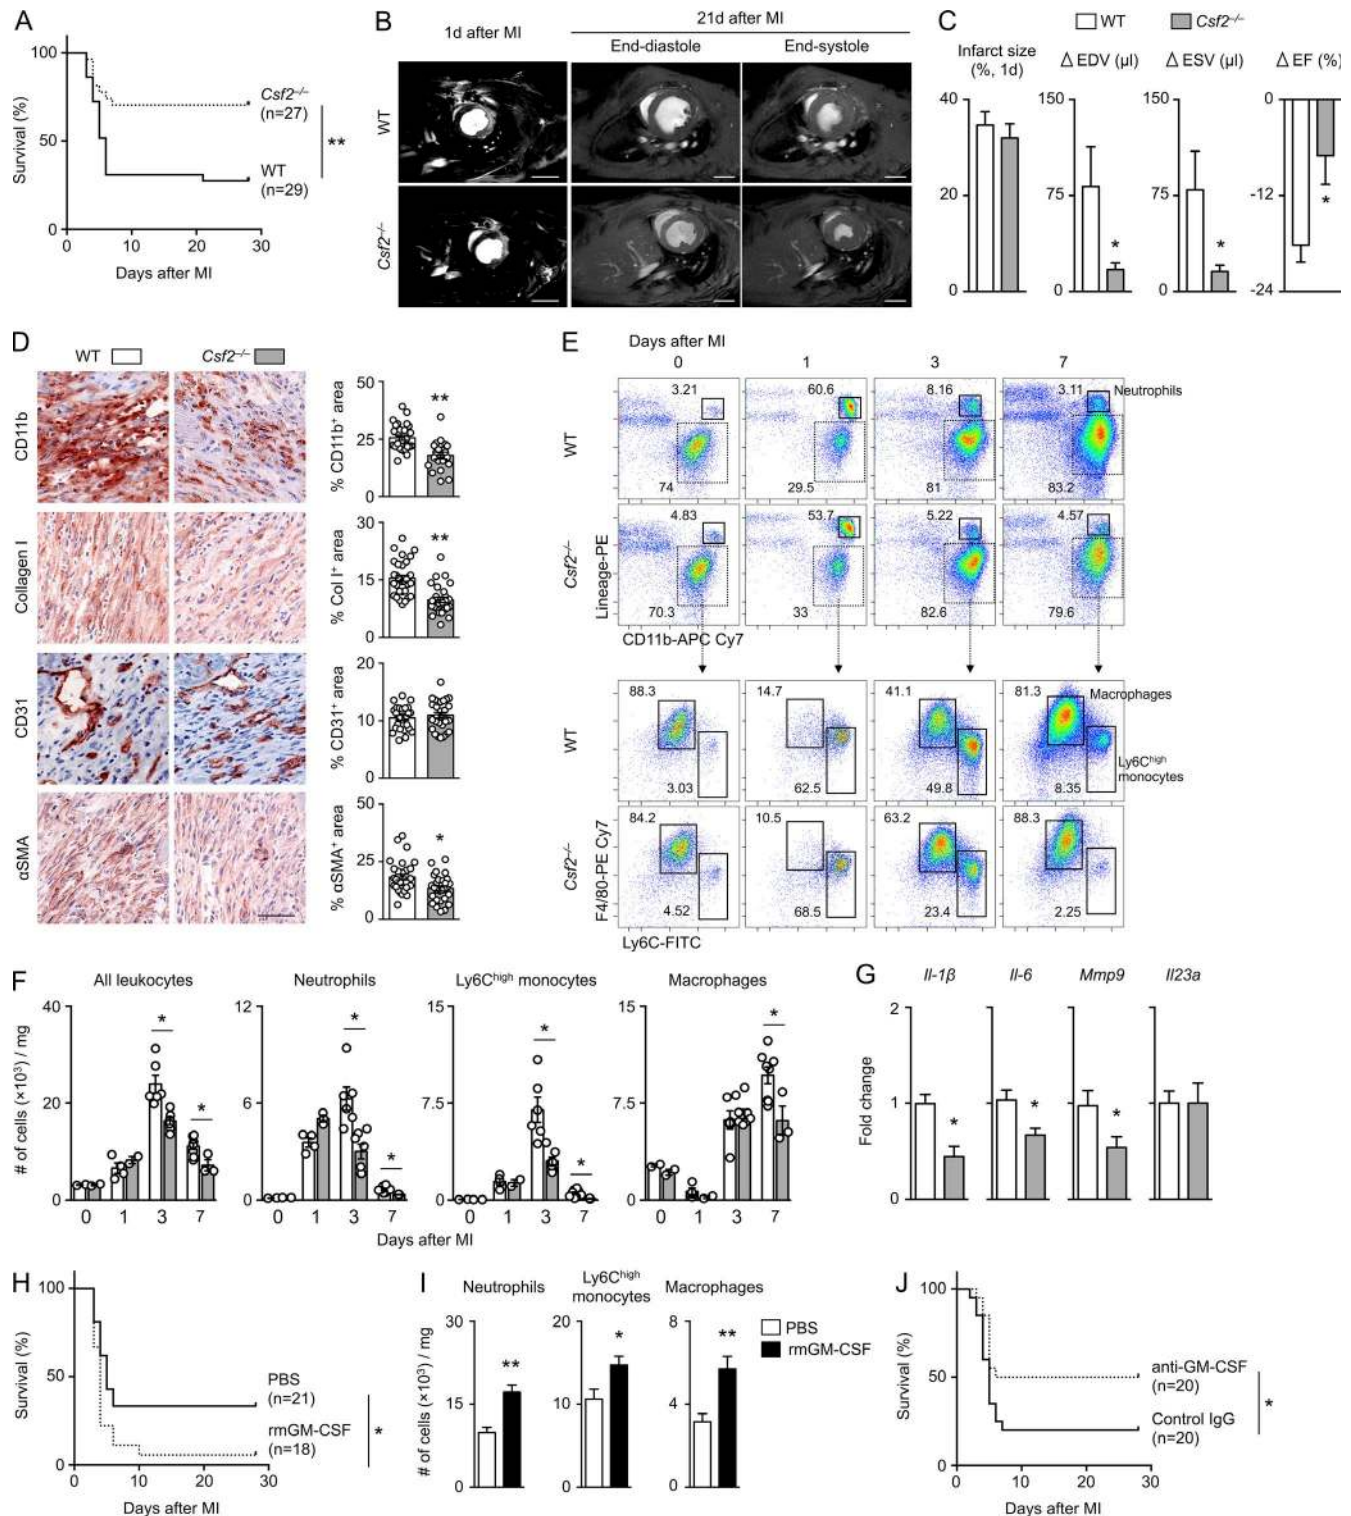 A
Survival (%)
100
50
0
Csf2–/–
(n=27)
**
WT
(n=29)
0 10 20 30
Days after MI
B
1d after MI
21d after MI
End-diastole End-systole
WT
Csf2–/–
C
WT Csf2–/–
Infarct size
(%, 1d)
Δ EDV (µl)
Δ ESV (µl)
Δ EF (%)
40
20
0
150
75
0
*
150
75
0
*
0
-12
-24
*
D
WT Csf2–/–
CD11b
% CD11b⁺ area
50
25
0
**
Collagen I
% Col I⁺ area
30
15
0
**
CD31
% CD31⁺ area
20
10
0
αSMA
% αSMA⁺ area
50
25
0
*
E
Days after MI
0 1 3 7
WT
3.21 60.6 8.16 3.11
Neutrophils
74 29.5 81 83.2
Csf2–/–
4.83 53.7 5.22 4.57
70.3 33 82.6 79.6
Lineage-PE
CD11b-APC Cy7
WT
88.3 14.7 41.1 81.3
Macrophages
Ly6Chigh
monocytes
3.03 62.5 49.8 8.35
Csf2–/–
84.2 10.5 63.2 88.3
4.52 68.5 23.4 2.25
F4/80-PE Cy7
Ly6C-FITC
F
All leukocytes
Neutrophils
Ly6Chigh monocytes
Macrophages
# of cells (×10³) / mg
40
20
0
* *
0 1 3 7
12
6
0
* *
0 1 3 7
15
7.5
0
* *
0 1 3 7
15
7.5
0
*
0 1 3 7
Days after MI
G
Il-1β Il-6 Mmp9 Il23a
Fold change
2
1
0
* * *
H
Survival (%)
100
50
0
PBS
(n=21)
rmGM-CSF
(n=18)
*
0 10 20 30
Days after MI
I
Neutrophils
Ly6Chigh
monocytes
Macrophages
# of cells (×10³) / mg
30
15
0
**
20
10
0
*
8
4
0
**
PBS
rmGM-CSF
J
Survival (%)
100
50
0
anti-GM-CSF
(n=20)
Control IgG
(n=20)
*
0 10 20 30
Days after MI